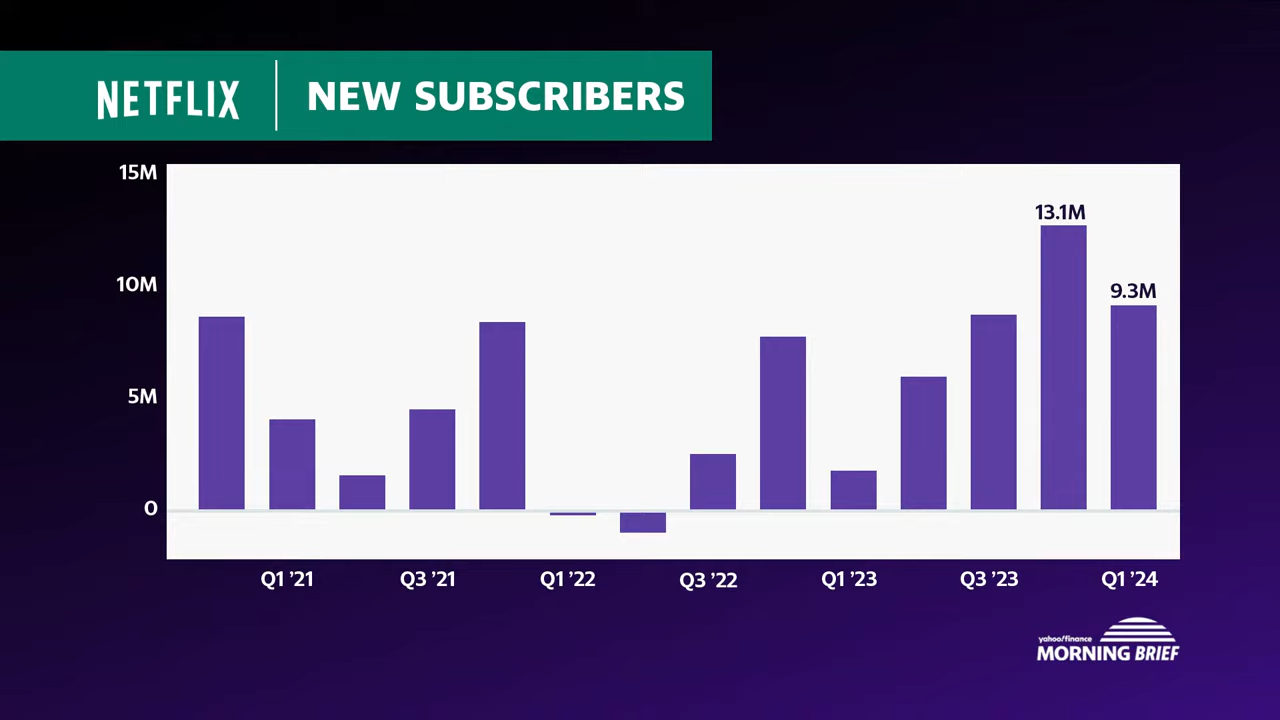 NETFLIX
NEW SUBSCRIBERS
15M
10M
5M
0
13.1M
9.3M
Q1 ’21
Q3 ’21
Q1 ’22
Q3 ’22
Q1 ’23
Q3 ’23
Q1 ’24
yahoo!finance
MORNING BRIEF